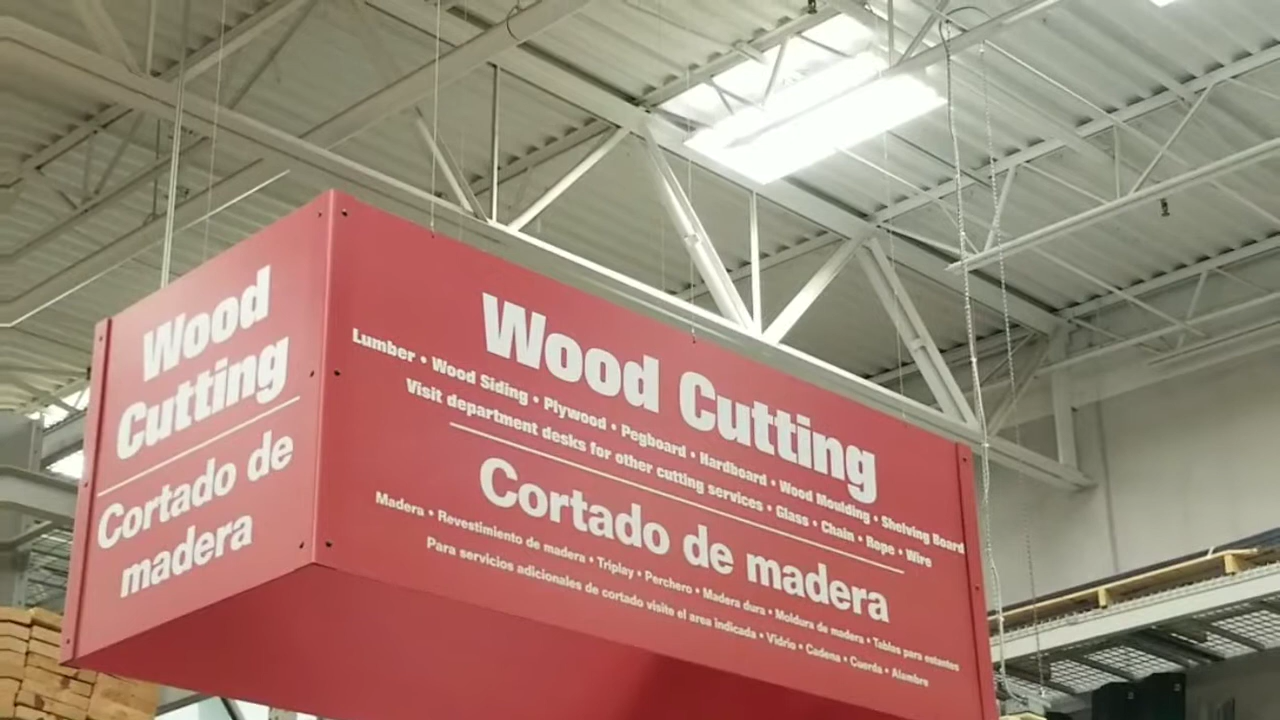 Wood
Cutting
Cortado de
madera
Wood Cutting
Lumber • Wood Siding • Plywood • Pegboard • Hardboard • Wood Moulding • Shelving Board
Visit department desks for other cutting services • Glass • Chain • Rope • Wire
Cortado de madera
Madera • Revestimiento de madera • Triplay • Perchero • Madera dura • Moldura de madera • Tablas para estantes
Para servicios adicionales de cortado visite el area indicada • Vidrio • Cadena • Cuerda • Alambre